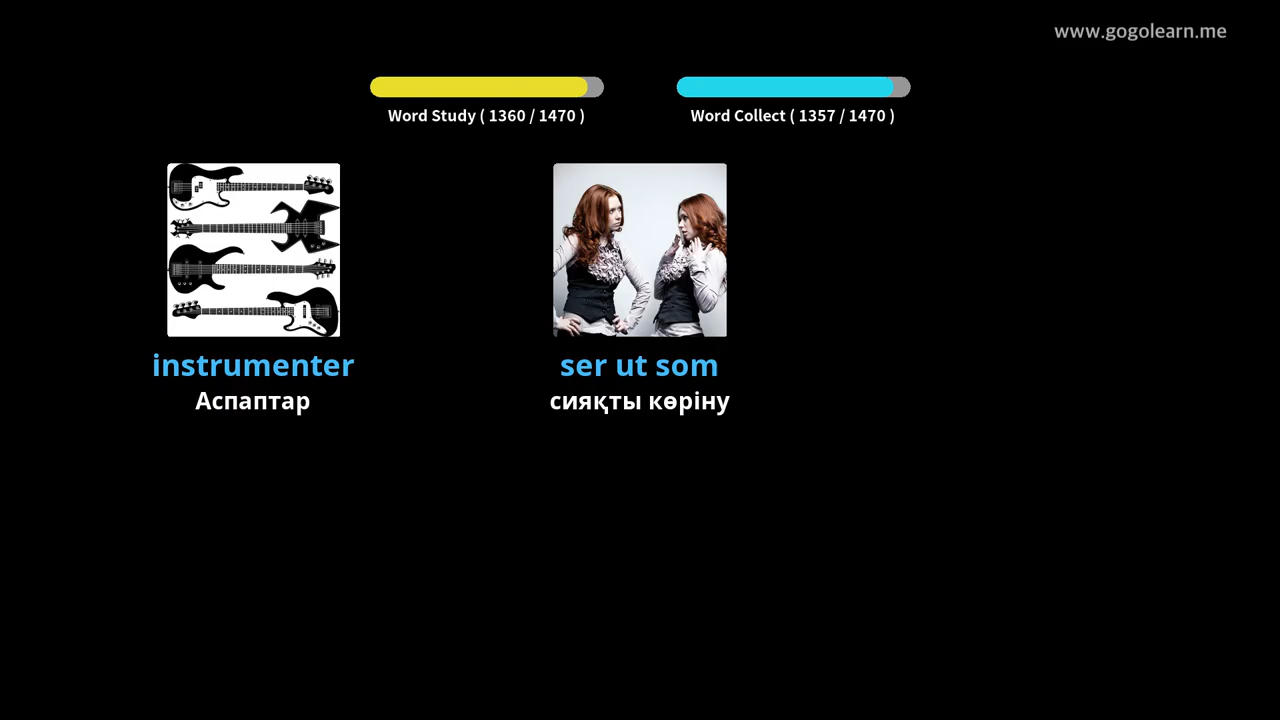 www.gogolearn.me
Word Study ( 1360 / 1470 )
Word Collect ( 1357 / 1470 )
instrumenter
Аспаптар
ser ut som
сияқты көріну